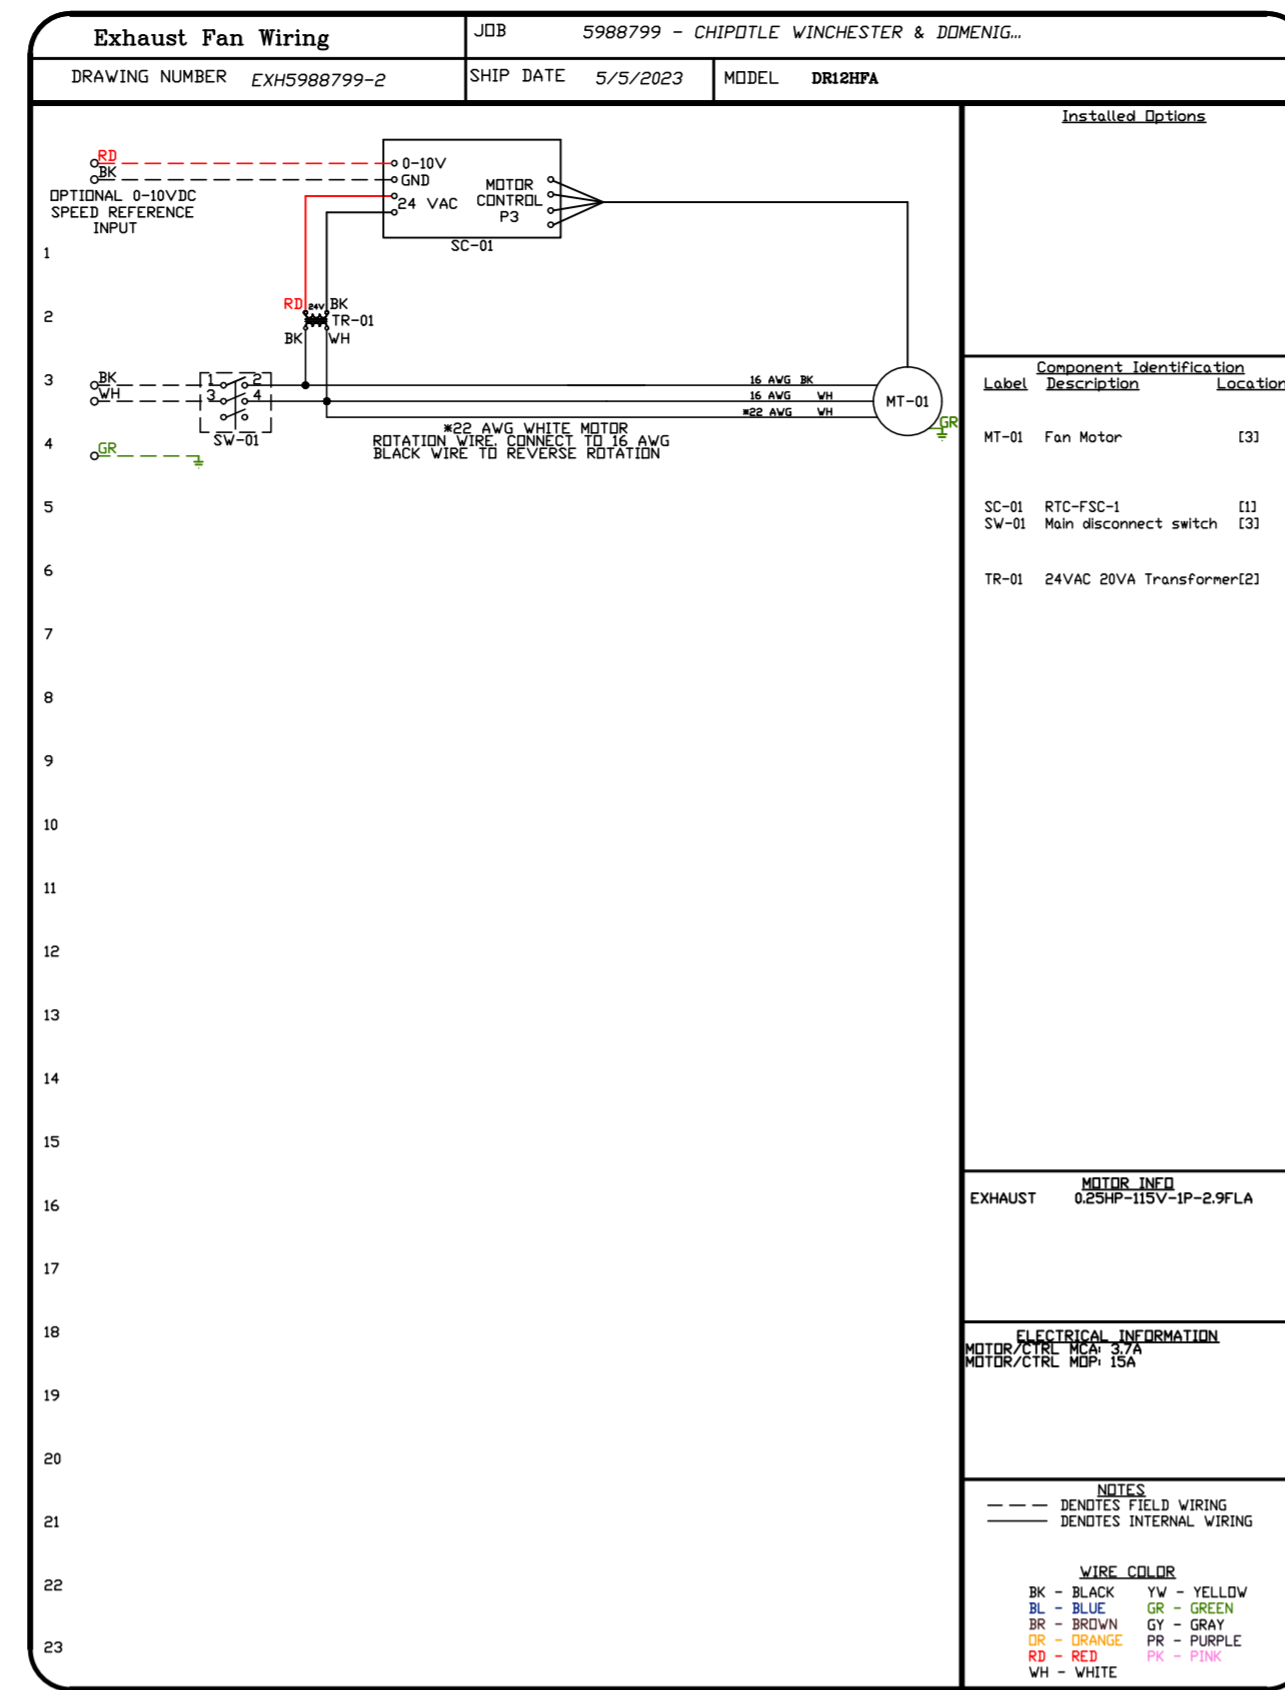 Exhaust Fan Wiring
JOB 5988799 - CHIPOTLE WINCHESTER & DOMENIG...
DRAWING NUMBER EXH5988799-2
SHIP DATE 5/5/2023
MODEL DR12HFA
RD
BK
OPTIONAL 0-10VDC
SPEED REFERENCE
INPUT
0-10V
GND
24 VAC
MOTOR
CONTROL
P3
SC-01
1
2
RD 24V BK
TR-01
BK WH
3
BK
WH
1 2
3 4
SW-01
16 AWG BK
16 AWG WH
*22 AWG WH
MT-01
GR
*22 AWG WHITE MOTOR
ROTATION WIRE. CONNECT TO 16 AWG
BLACK WIRE TO REVERSE ROTATION
4
GR
5
6
7
8
9
10
11
12
13
14
15
16
17
18
19
20
21
22
23
Installed Options
Component Identification
Label Description Location
MT-01 Fan Motor [3]
SC-01 RTC-FSC-1 [1]
SW-01 Main disconnect switch [3]
TR-01 24VAC 20VA Transformer[2]
MOTOR INFO
EXHAUST 0.25HP-115V-1P-2.9FLA
ELECTRICAL INFORMATION
MOTOR/CTRL MCA: 3.7A
MOTOR/CTRL MOP: 15A
NOTES
DENOTES FIELD WIRING
DENOTES INTERNAL WIRING
WIRE COLOR
BK - BLACK YW - YELLOW
BL - BLUE GR - GREEN
BR - BROWN GY - GRAY
OR - ORANGE PR - PURPLE
RD - RED PK - PINK
WH - WHITE